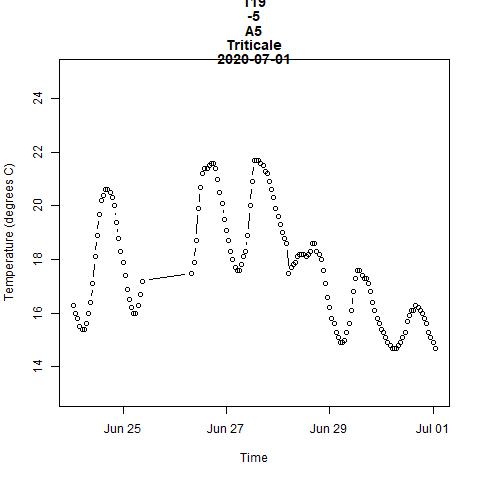 T19
-5
A5
Triticale
2020-07-01
Temperature (degrees C)
24
22
20
18
16
14
Jun 25 Jun 27 Jun 29 Jul 01
Time